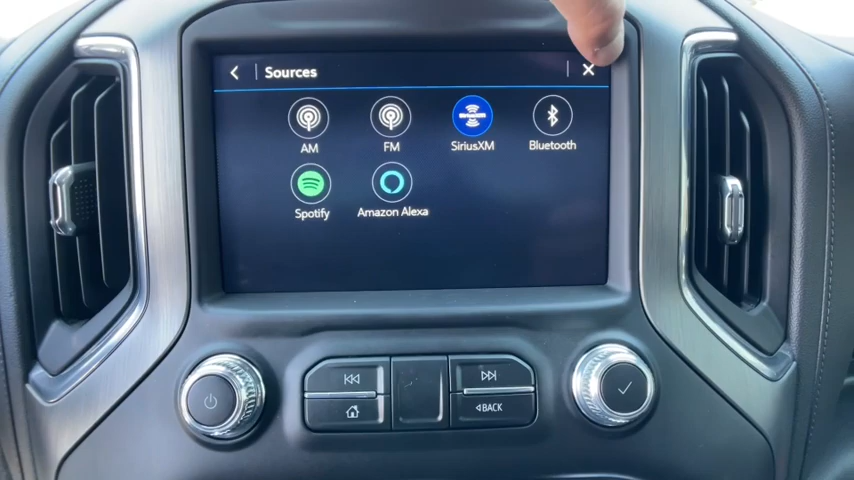 Sources
AM FM SiriusXM Bluetooth
Spotify Amazon Alexa
BACK